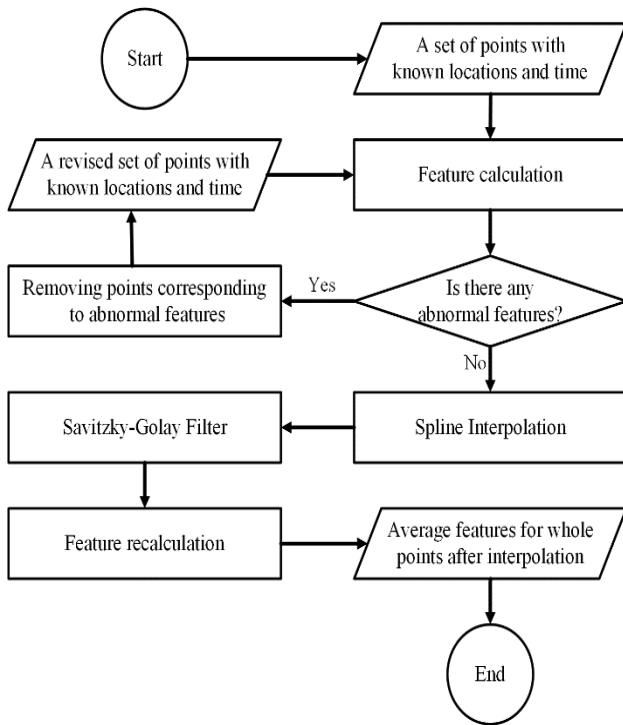 Start
A set of points with
known locations and time
A revised set of points with
known locations and time
Feature calculation
Removing points corresponding
to abnormal features
Yes
Is there any
abnormal features?
No
Savitzky-Golay Filter
Spline Interpolation
Feature recalculation
Average features for whole
points after interpolation
End